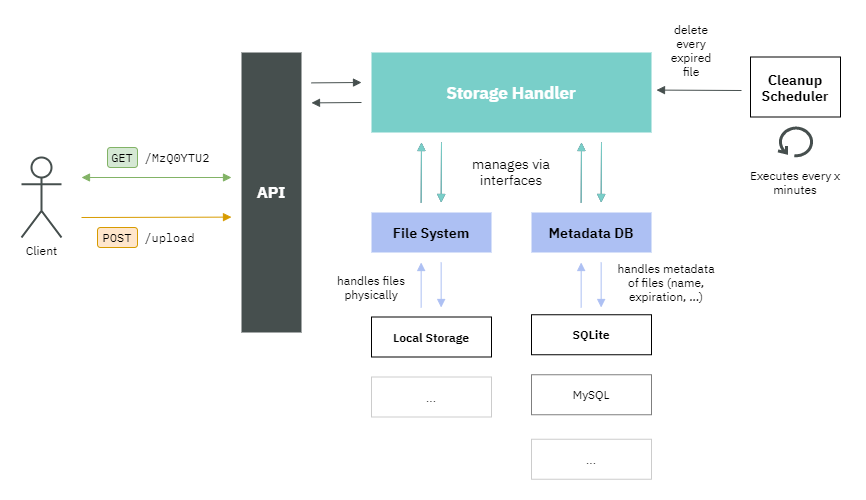 delete
every
expired
file
Storage Handler
Cleanup
Scheduler
GET /MzQ0YTU2
manages via
interfaces
Executes every x
minutes
API
POST /upload
Client
File System
Metadata DB
handles files
physically
handles metadata
of files (name,
expiration, ...)
Local Storage
SQLite
...
MySQL
...